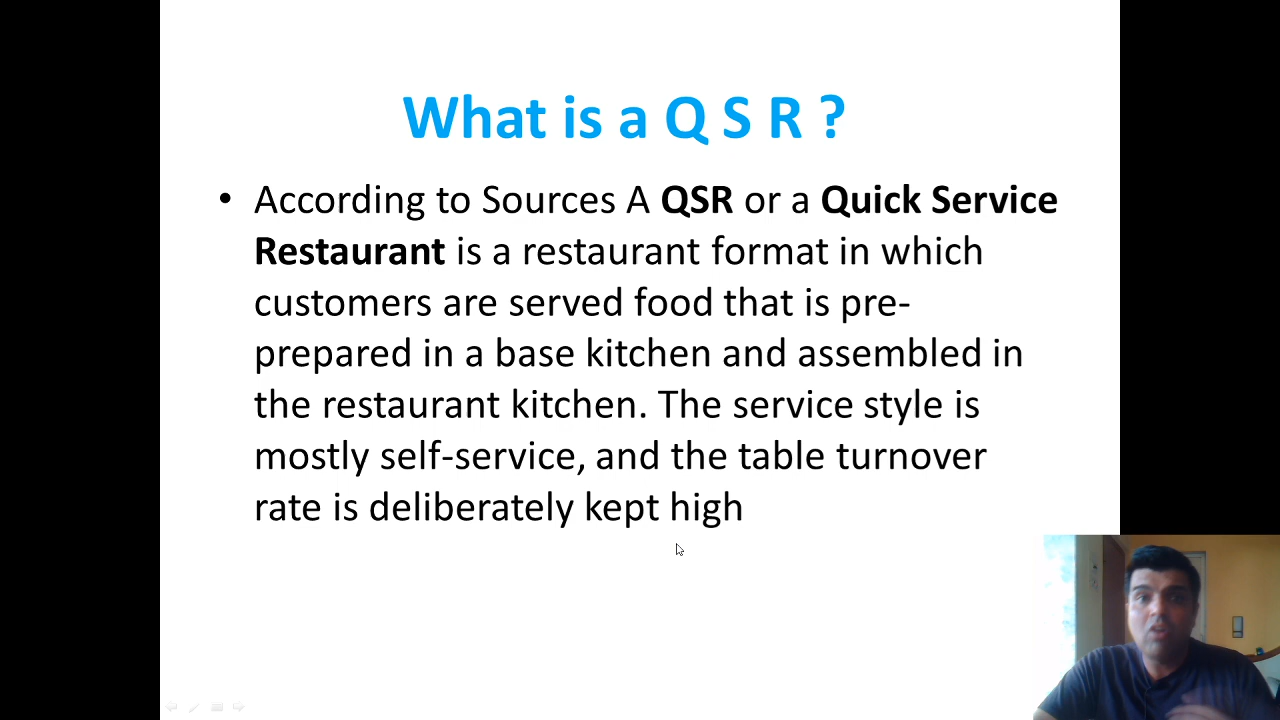 What is a Q S R ?
• According to Sources A QSR or a Quick Service
Restaurant is a restaurant format in which
customers are served food that is pre-
prepared in a base kitchen and assembled in
the restaurant kitchen. The service style is
mostly self-service, and the table turnover
rate is deliberately kept high